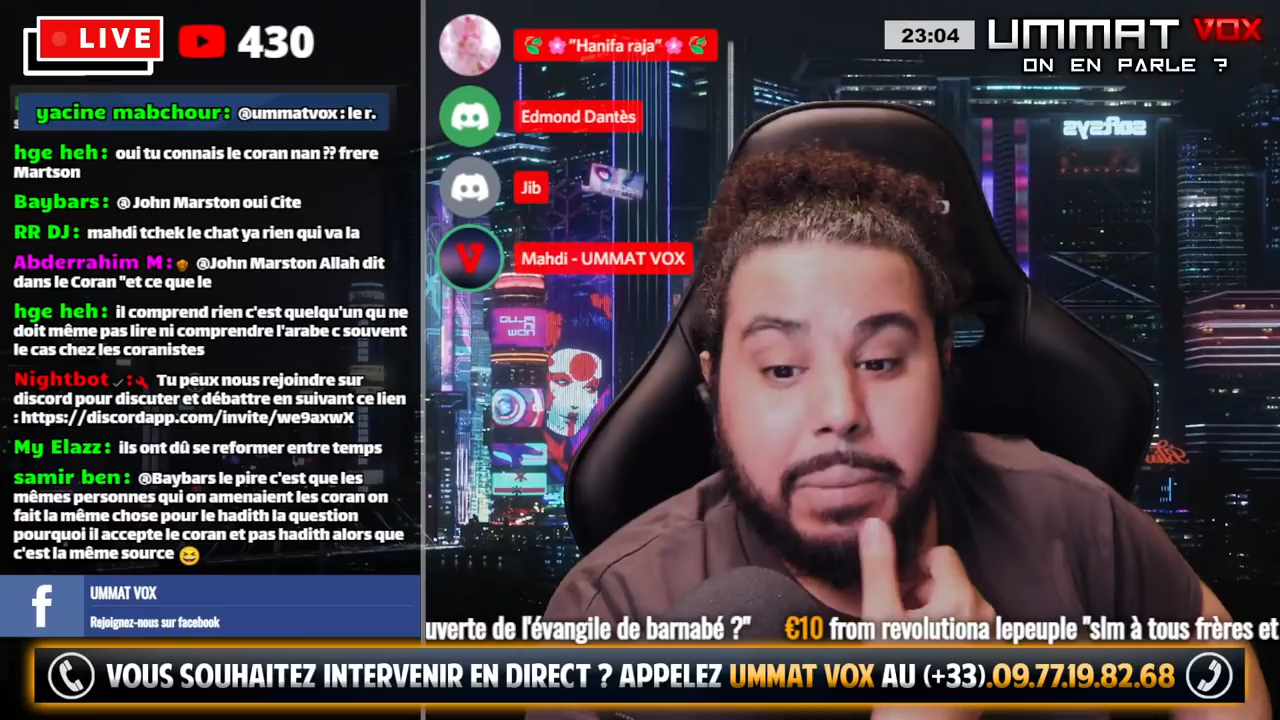 LIVE
430
yacine mabchour: @ummatvox : le r.
hge heh: oui tu connais le coran nan ?? frere
Martson
Baybars: @ John Marston oui Cite
RR DJ: mahdi tchek le chat ya rien qui va la
Abderrahim M: @John Marston Allah dit
dans le Coran "et ce que le
hge heh: il comprend rien c'est quelqu'un qu ne
doit même pas lire ni comprendre l'arabe c souvent
le cas chez les coranistes
Nightbot: Tu peux nous rejoindre sur
discord pour discuter et débattre en suivant ce lien
: https://discordapp.com/invite/we9axwX
My Elazz: ils ont dû se reformer entre temps
samir ben: @Baybars le pire c'est que les
mêmes personnes qui on amenaient les coran on
fait la même chose pour le hadith la question
pourquoi il accepte le coran et pas hadith alors que
c'est la même source 😆
f
UMMAT VOX
Rejoignez-nous sur facebook
🌸"Hanifa raja"🌸
Edmond Dantès
Jib
V
Mahdi - UMMAT VOX
23:04
UMMAT VOX
ON EN PARLE ?
softsys
uverte de l'évangile de barnabé ?" €10 from revolutiona lepeuple "slm à tous frères et
VOUS SOUHAITEZ INTERVENIR EN DIRECT ? APPELEZ UMMAT VOX AU (+33).09.77.19.82.68